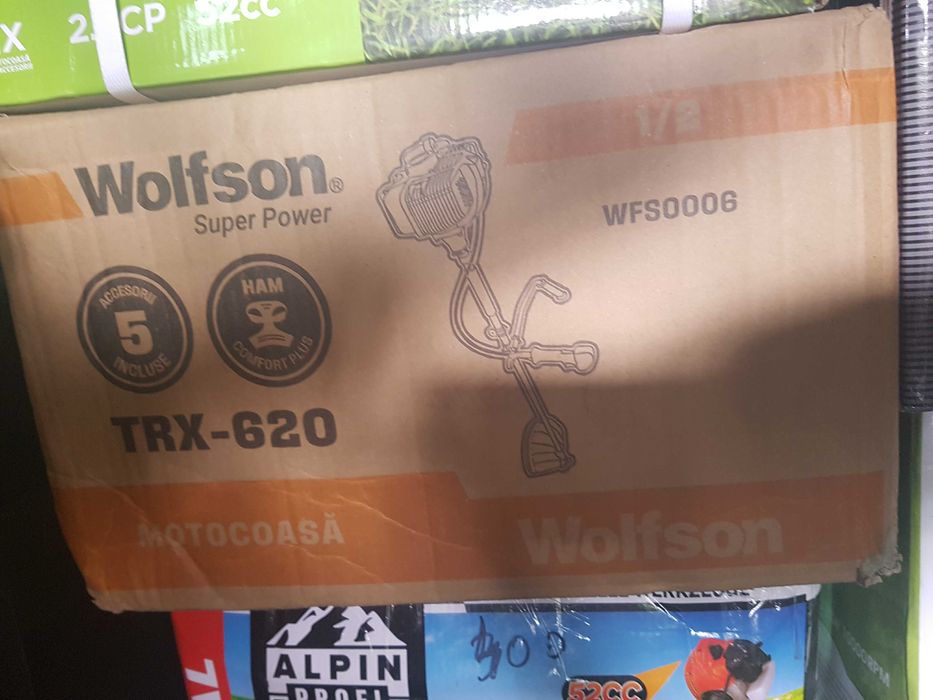 52CC
1/2
Wolfson®
Super Power
WFS0006
ACCESORII
5
INCLUSE
HAM
COMFORT PLUS
TRX-620
MOTOCOASĂ
Wolfson
ALPIN
PROFI
52CC